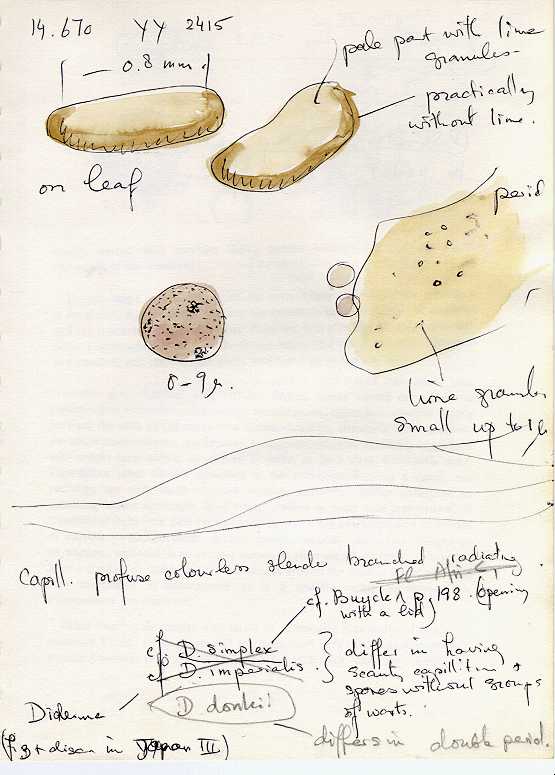 14.670 YY 2415
0.8 mm.
pale part with lime
granules.
practically
without lime.
on leaf
perid
8-9µ.
lime granules
small up to 1µ
Capill. profuse colourless slender branched radiating.
Fl. Afric
cf. Buyck p. 198. (opening
with a lid)
cf. D. simplex
cf. D. imperialis
differ in having
scanty capillitium +
spores without groups
of warts.
Diderma
D donkii
(fig + discr in Japan III)
differs in double perid.